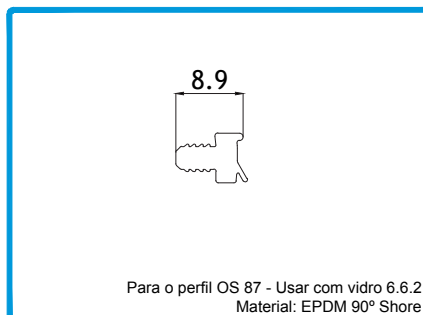 8.9
Para o perfil OS 87 - Usar com vidro 6.6.2
Material: EPDM 90º Shore